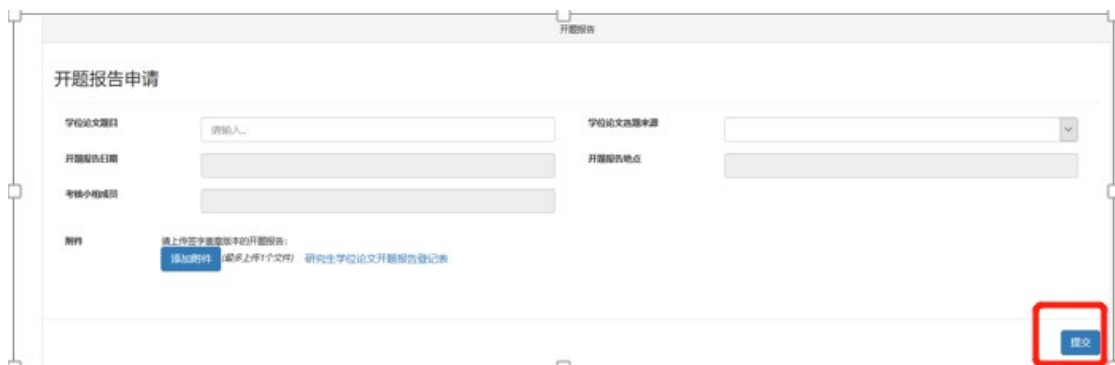 开题报告
开题报告申请
学位论文题目
请输入...
学位论文选题来源
开题报告日期
开题报告地点
考核小组成员
附件
请上传签字盖章版本的开题报告:
添加附件 (最多上传1个文件) 研究生学位论文开题报告登记表
提交